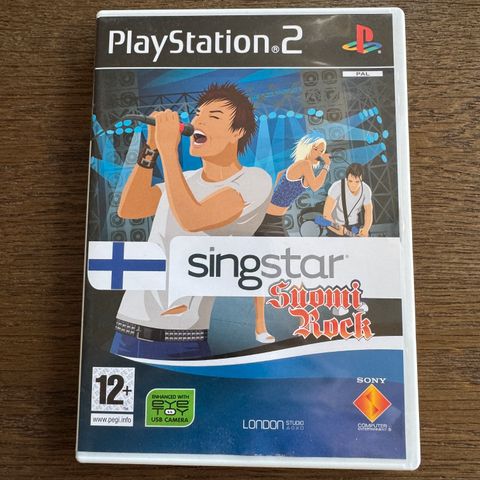 PlayStation®2
PAL
singstar®
Suomi
Rock
12+
www.pegi.info
ENHANCED WITH
EYE
TOY
USB CAMERA
LONDON STUDIO
SONY
COMPUTER
ENTERTAINMENT®